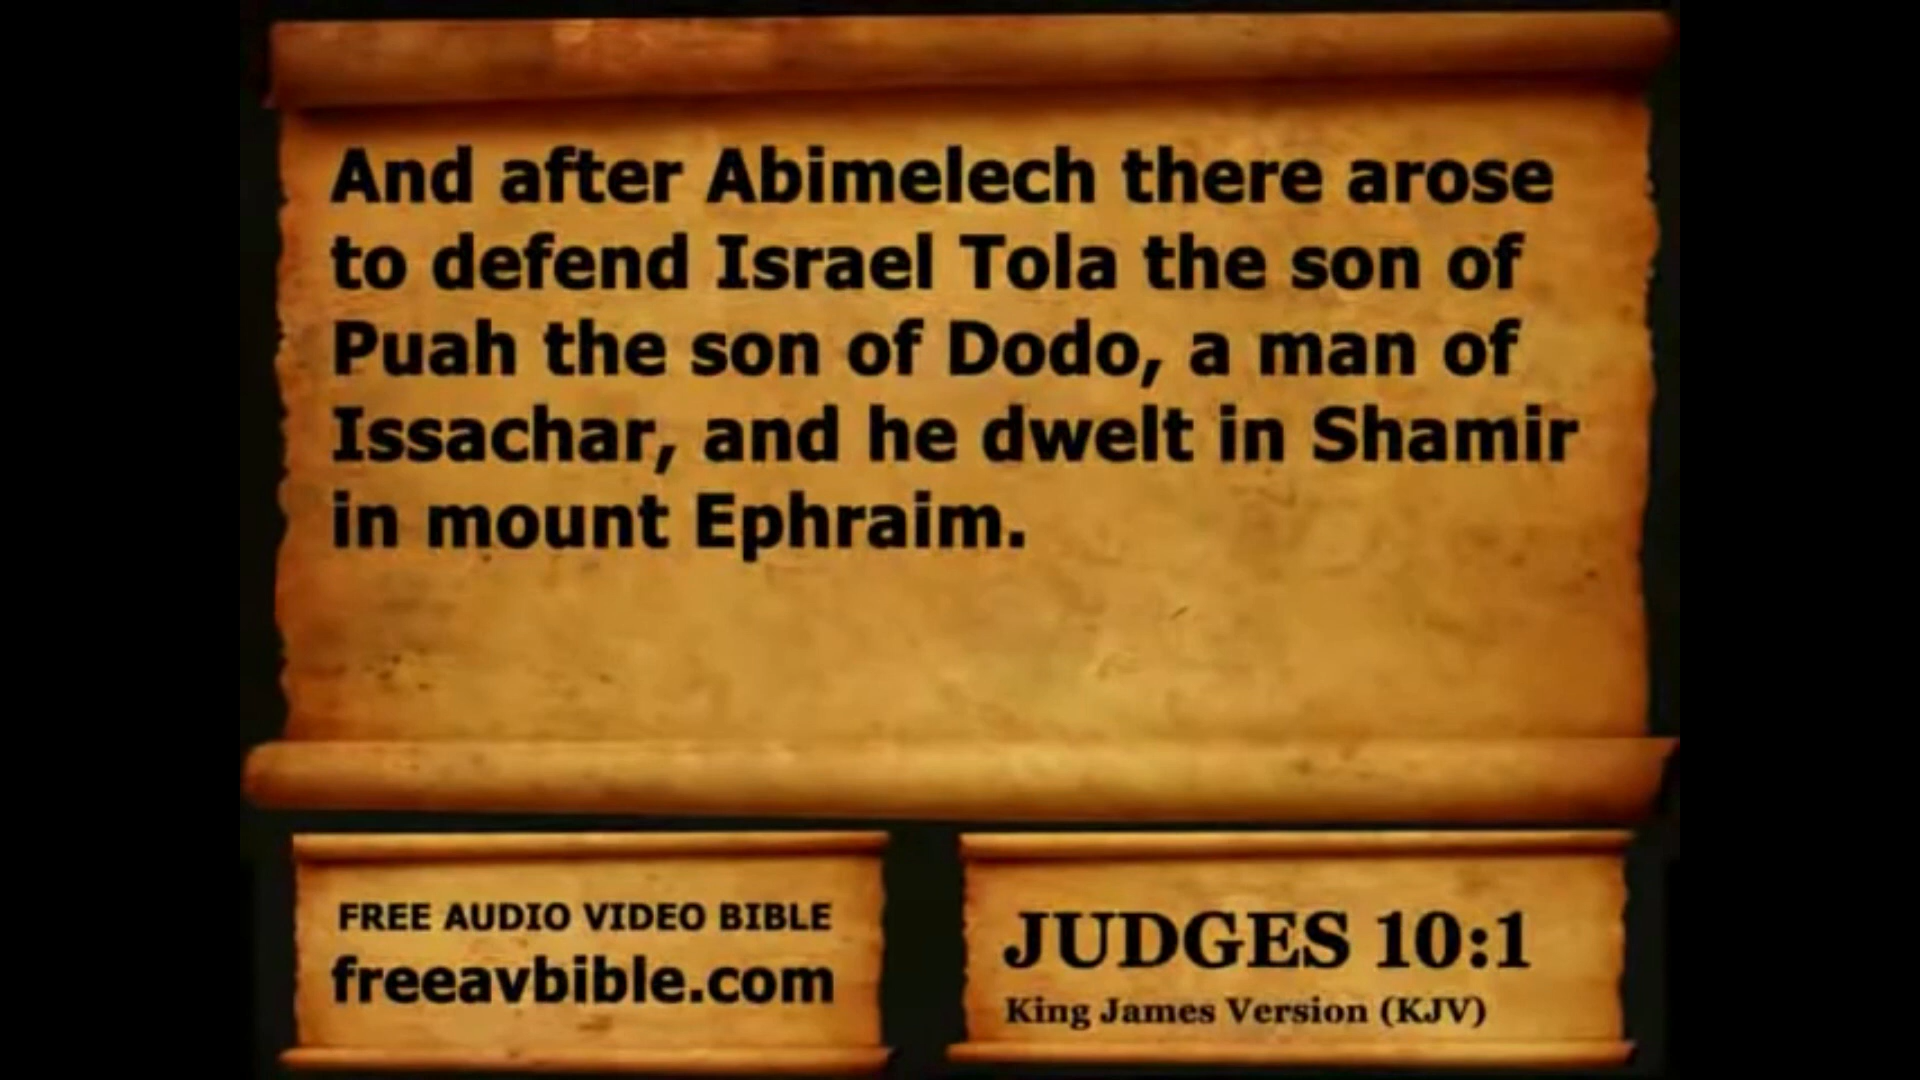 And after Abimelech there arose
to defend Israel Tola the son of
Puah the son of Dodo, a man of
Issachar, and he dwelt in Shamir
in mount Ephraim.
FREE AUDIO VIDEO BIBLE
freeavbible.com
JUDGES 10:1
King James Version (KJV)